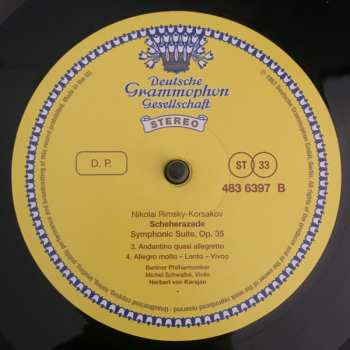 Deutsche
Grammophon
Gesellschaft
STEREO
D. P.
ST 33
483 6397 B
Nikolai Rimsky-Korsakov
Scheherazade
Symphonic Suite, Op. 35
3. Andantino quasi allegretto
4. Allegro molto – Lento – Vivoo
Berliner Philharmoniker
Michel Schwalbé, Violin
Herbert von Karajan